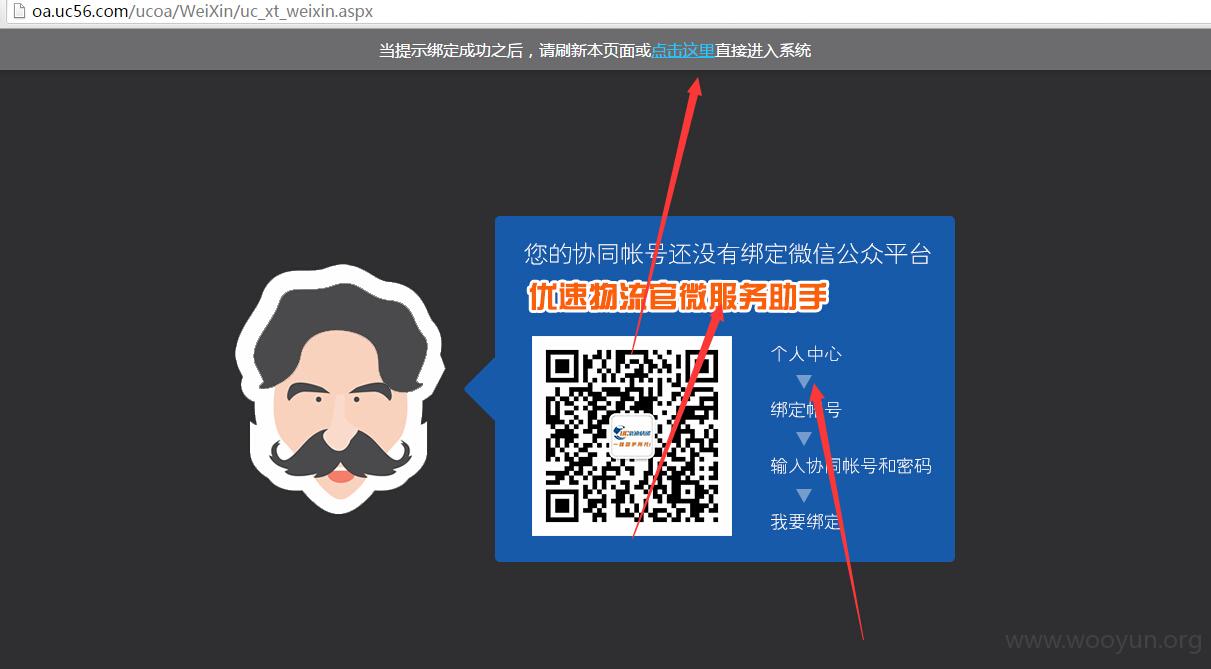 oa.uc56.com/ucoa/WeiXin/uc_xt_weixin.aspx
当提示绑定成功之后，请刷新本页面或点击这里直接进入系统
您的协同帐号还没有绑定微信公众平台
优速物流官微服务助手
个人中心
绑定帐号
输入协同帐号和密码
我要绑定
www.wooyun.org